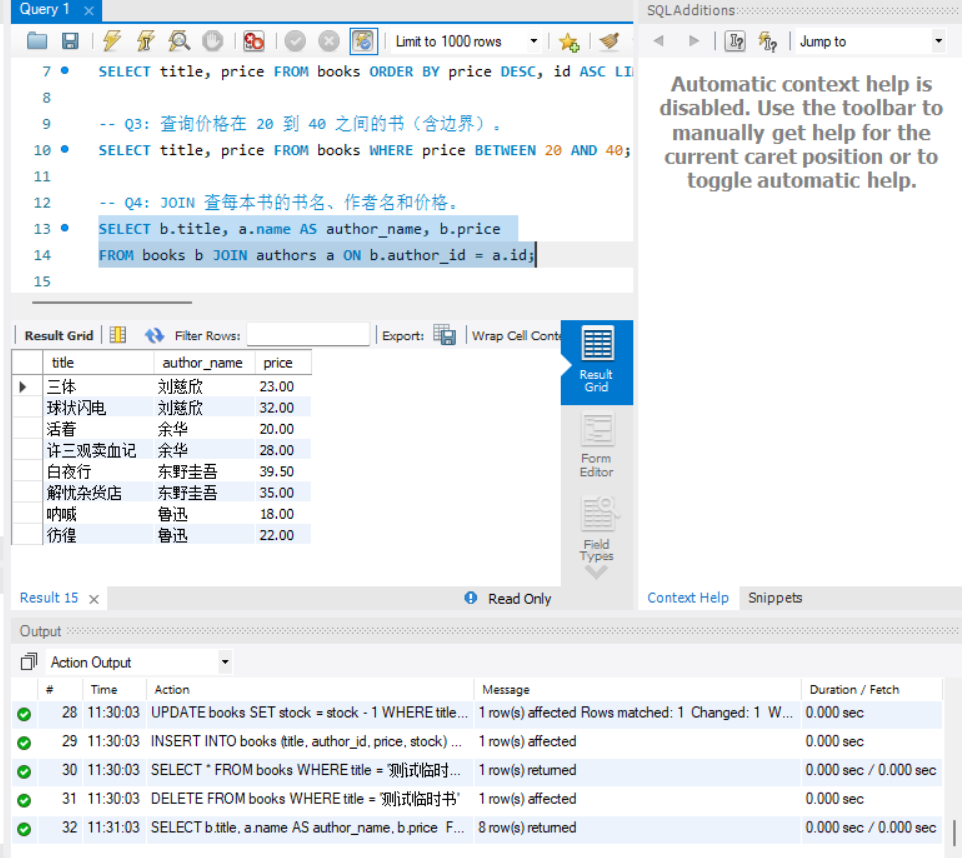 Query 1
SQLAdditions
Limit to 1000 rows
Jump to
7 SELECT title, price FROM books ORDER BY price DESC, id ASC LI
8
9 -- Q3: 查询价格在 20 到 40 之间的书（含边界）。
10 SELECT title, price FROM books WHERE price BETWEEN 20 AND 40;
11
12 -- Q4: JOIN 查每本书的书名、作者名和价格。
13 SELECT b.title, a.name AS author_name, b.price
14 FROM books b JOIN authors a ON b.author_id = a.id;
15
Automatic context help is
disabled. Use the toolbar to
manually get help for the
current caret position or to
toggle automatic help.
Result Grid Filter Rows: Export: Wrap Cell Conte
title author_name price
三体 刘慈欣 23.00
球状闪电 刘慈欣 32.00
活着 余华 20.00
许三观卖血记 余华 28.00
白夜行 东野圭吾 39.50
解忧杂货店 东野圭吾 35.00
呐喊 鲁迅 18.00
彷徨 鲁迅 22.00
Result
Grid
Form
Editor
Field
Types
Result 15
Read Only
Context Help Snippets
Output
Action Output
# Time Action Message Duration / Fetch
28 11:30:03 UPDATE books SET stock = stock - 1 WHERE title... 1 row(s) affected Rows matched: 1 Changed: 1 W... 0.000 sec
29 11:30:03 INSERT INTO books (title, author_id, price, stock) ... 1 row(s) affected 0.000 sec
30 11:30:03 SELECT * FROM books WHERE title = '测试临时... 1 row(s) returned 0.000 sec / 0.000 sec
31 11:30:03 DELETE FROM books WHERE title = '测试临时书' 1 row(s) affected 0.000 sec
32 11:31:03 SELECT b.title, a.name AS author_name, b.price F... 8 row(s) returned 0.000 sec / 0.000 sec